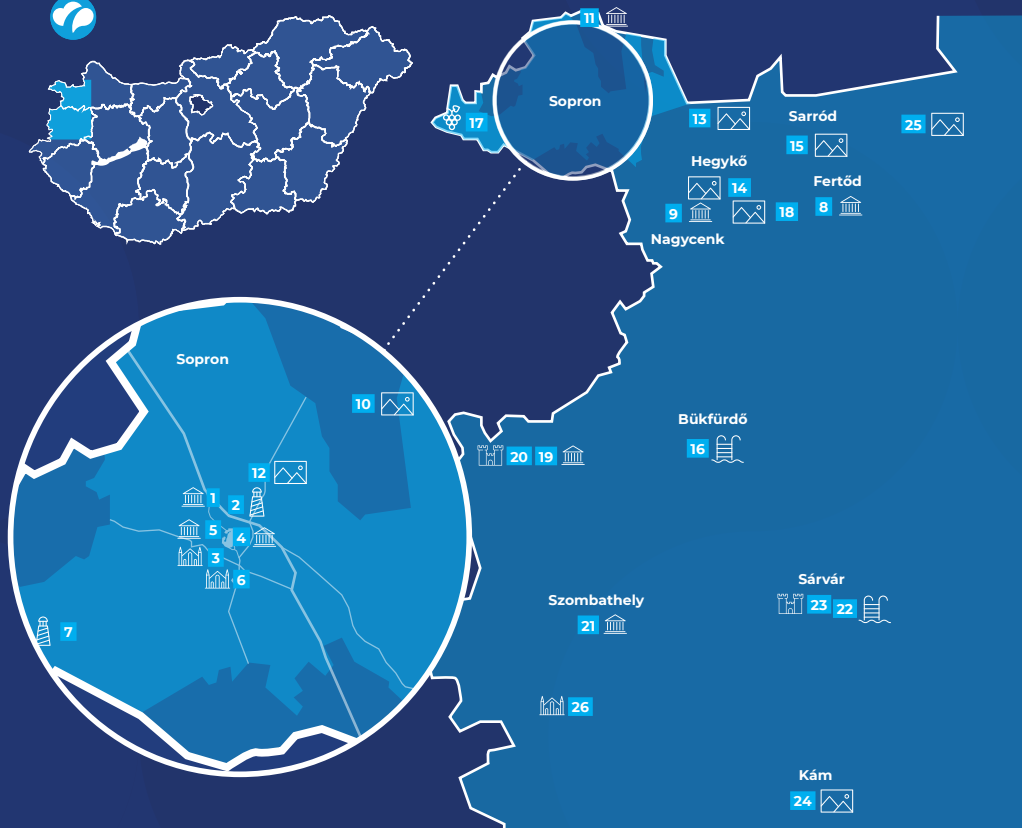 11
Sopron
17
13
Sarród
15
25
Hegykő
14
Fertőd
8
9
18
Nagycenk
Sopron
10
12
1
2
5
4
3
6
7
Bükfürdő
16
20
19
Sárvár
23
22
Szombathely
21
26
Kám
24